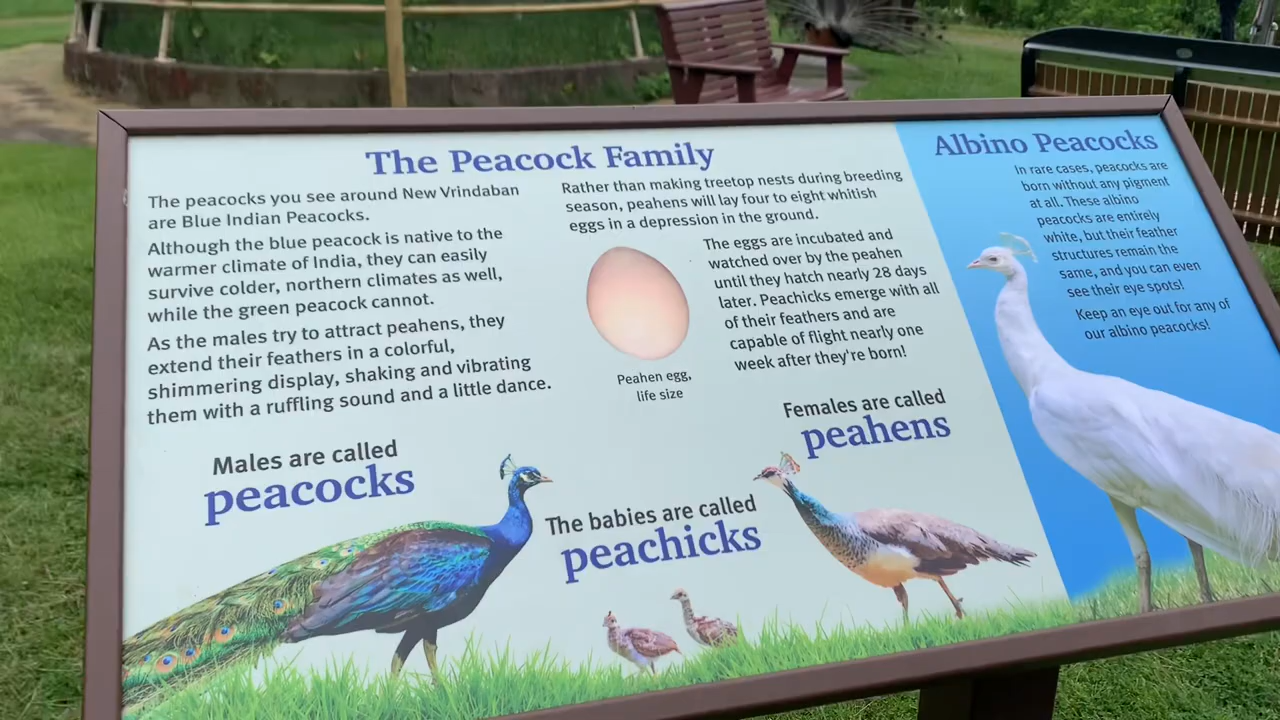 The Peacock Family
The peacocks you see around New Vrindaban
are Blue Indian Peacocks.
Although the blue peacock is native to the
warmer climate of India, they can easily
survive colder, northern climates as well,
while the green peacock cannot.
As the males try to attract peahens, they
extend their feathers in a colorful,
shimmering display, shaking and vibrating
them with a ruffling sound and a little dance.
Rather than making treetop nests during breeding
season, peahens will lay four to eight whitish
eggs in a depression in the ground.
The eggs are incubated and
watched over by the peahen
until they hatch nearly 28 days
later. Peachicks emerge with all
of their feathers and are
capable of flight nearly one
week after they're born!
Peahen egg,
life size
Males are called
peacocks
The babies are called
peachicks
Females are called
peahens
Albino Peacocks
In rare cases, peacocks are
born without any pigment
at all. These albino
peacocks are entirely
white, but their feather
structures remain the
same, and you can even
see their eye spots!
Keep an eye out for any of
our albino peacocks!